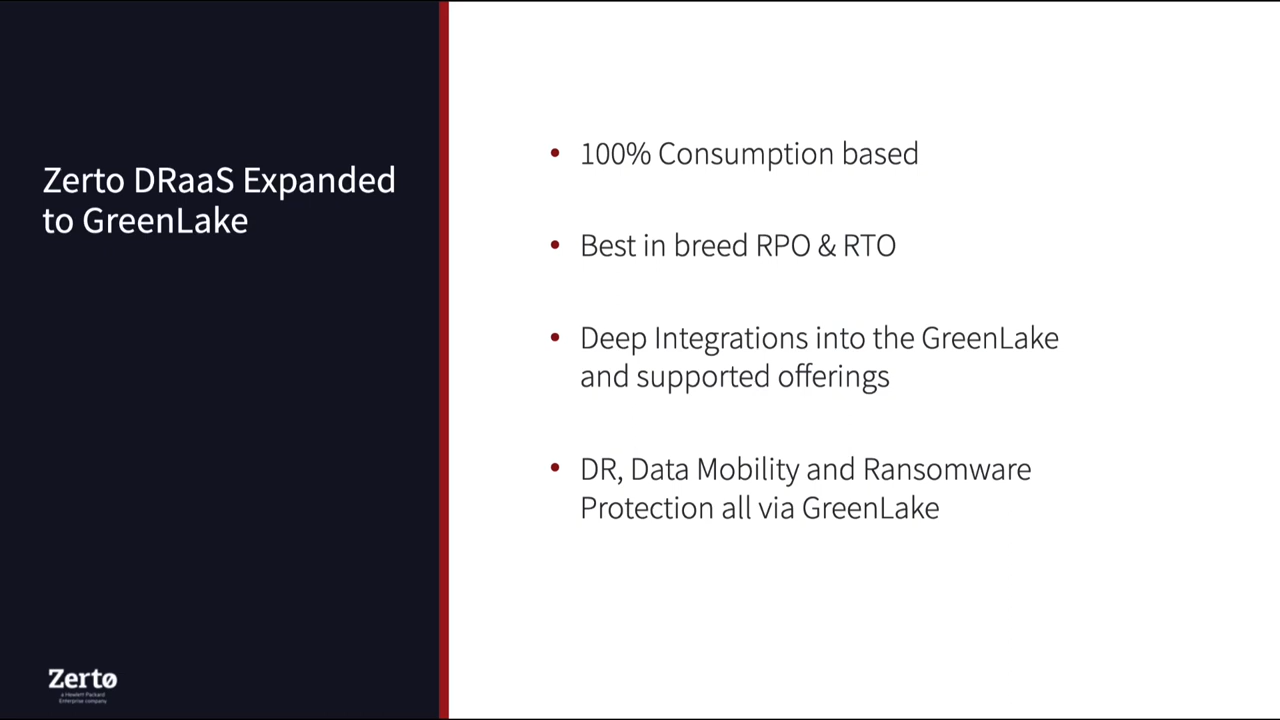 Zerto DRaaS Expanded
to GreenLake
• 100% Consumption based
• Best in breed RPO & RTO
• Deep Integrations into the GreenLake
and supported offerings
• DR, Data Mobility and Ransomware
Protection all via GreenLake
Zerto
a Hewlett Packard
Enterprise company